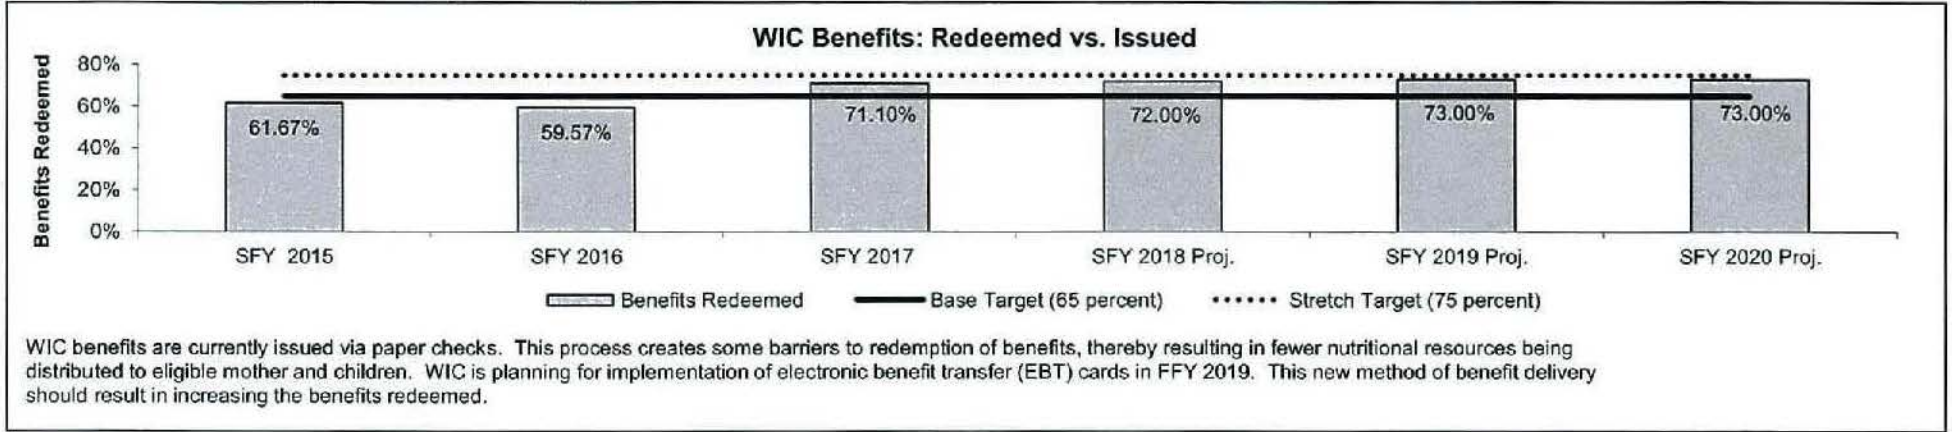 WIC Benefits: Redeemed vs. Issued
Benefits Redeemed
80%
60%
40%
20%
0%
61.67%
59.57%
71.10%
72.00%
73.00%
73.00%
SFY 2015
SFY 2016
SFY 2017
SFY 2018 Proj.
SFY 2019 Proj.
SFY 2020 Proj.
Benefits Redeemed
Base Target (65 percent)
Stretch Target (75 percent)
WIC benefits are currently issued via paper checks. This process creates some barriers to redemption of benefits, thereby resulting in fewer nutritional resources being
distributed to eligible mother and children. WIC is planning for implementation of electronic benefit transfer (EBT) cards in FFY 2019. This new method of benefit delivery
should result in increasing the benefits redeemed.